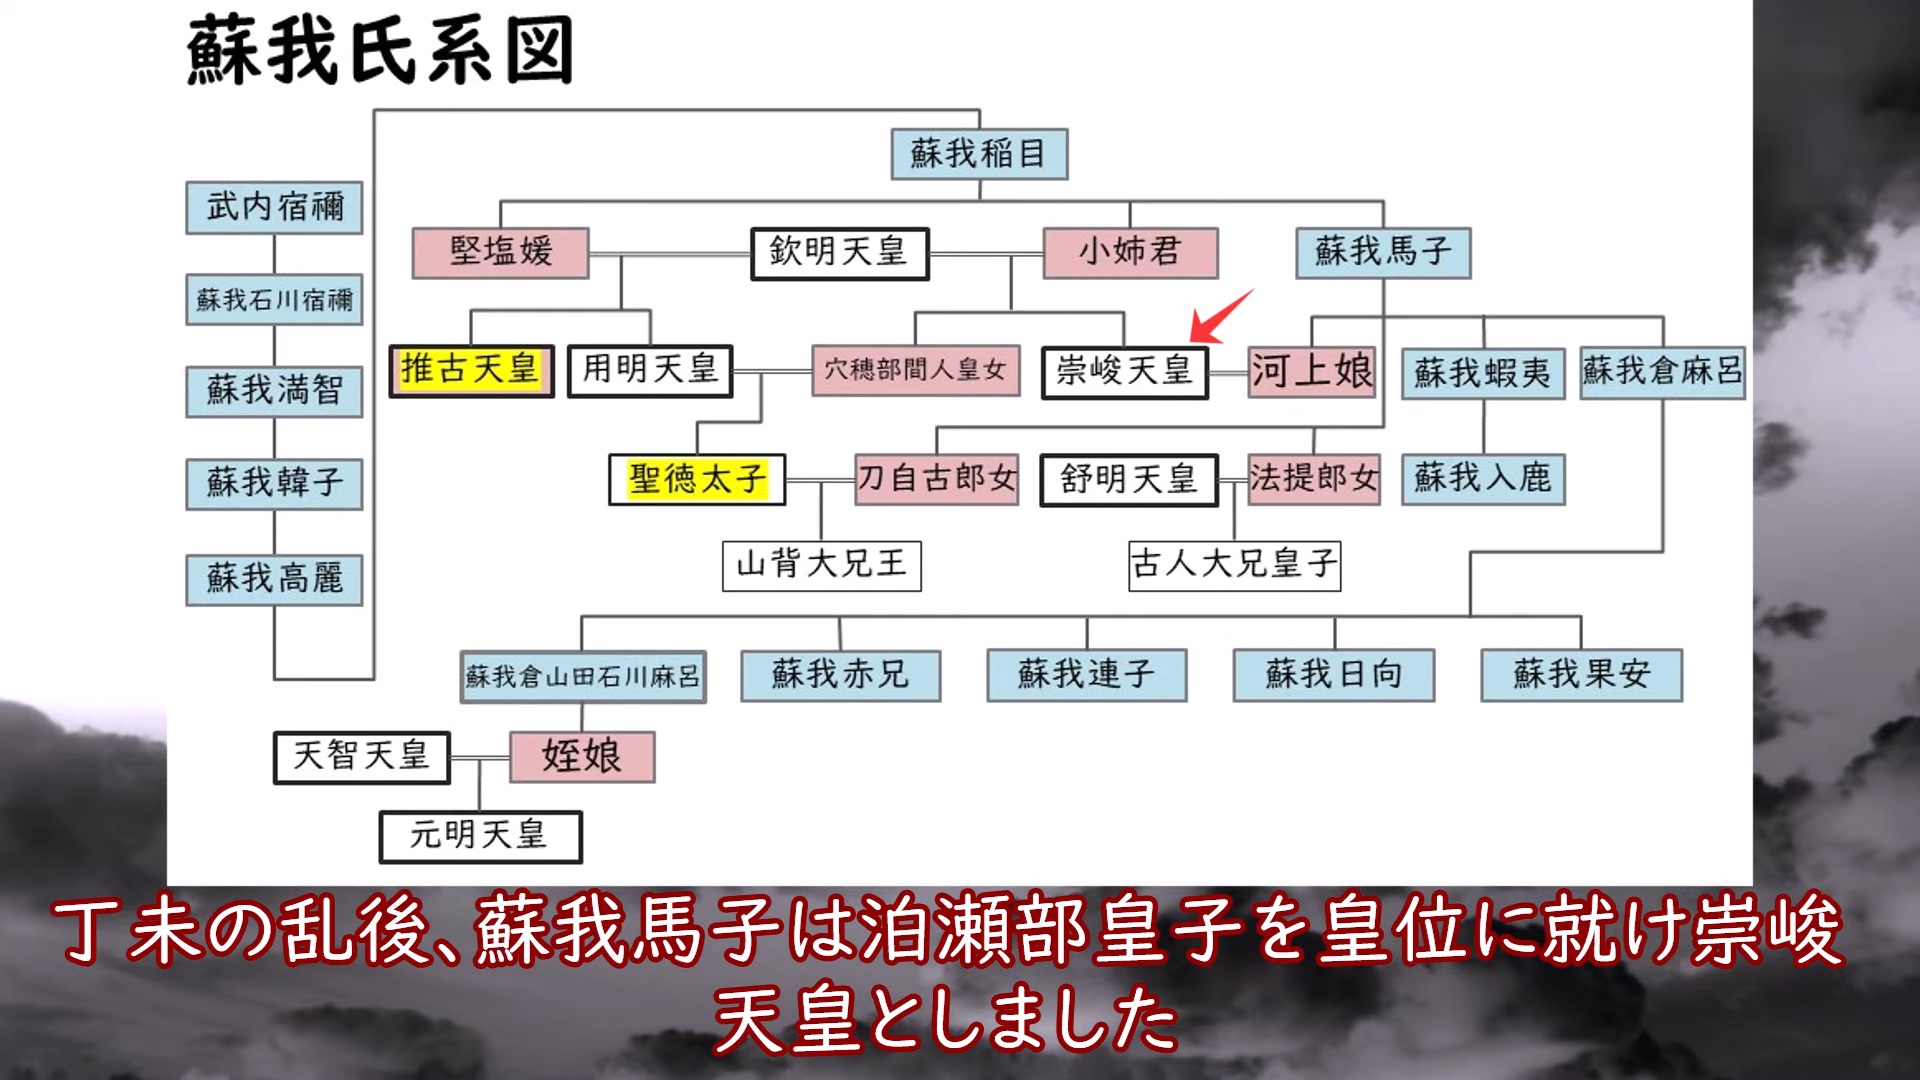 蘇我氏系図
蘇我稲目
武内宿禰
堅塩媛
欽明天皇
小姉君
蘇我馬子
蘇我石川宿禰
推古天皇
用明天皇
穴穂部間人皇女
崇峻天皇
河上娘
蘇我蝦夷
蘇我倉麻呂
蘇我満智
蘇我韓子
聖徳太子
刀自古郎女
舒明天皇
法提郎女
蘇我入鹿
蘇我高麗
山背大兄王
古人大兄皇子
蘇我倉山田石川麻呂
蘇我赤兄
蘇我連子
蘇我日向
蘇我果安
天智天皇
姪娘
元明天皇
丁未の乱後、蘇我馬子は泊瀬部皇子を皇位に就け崇峻
天皇としました